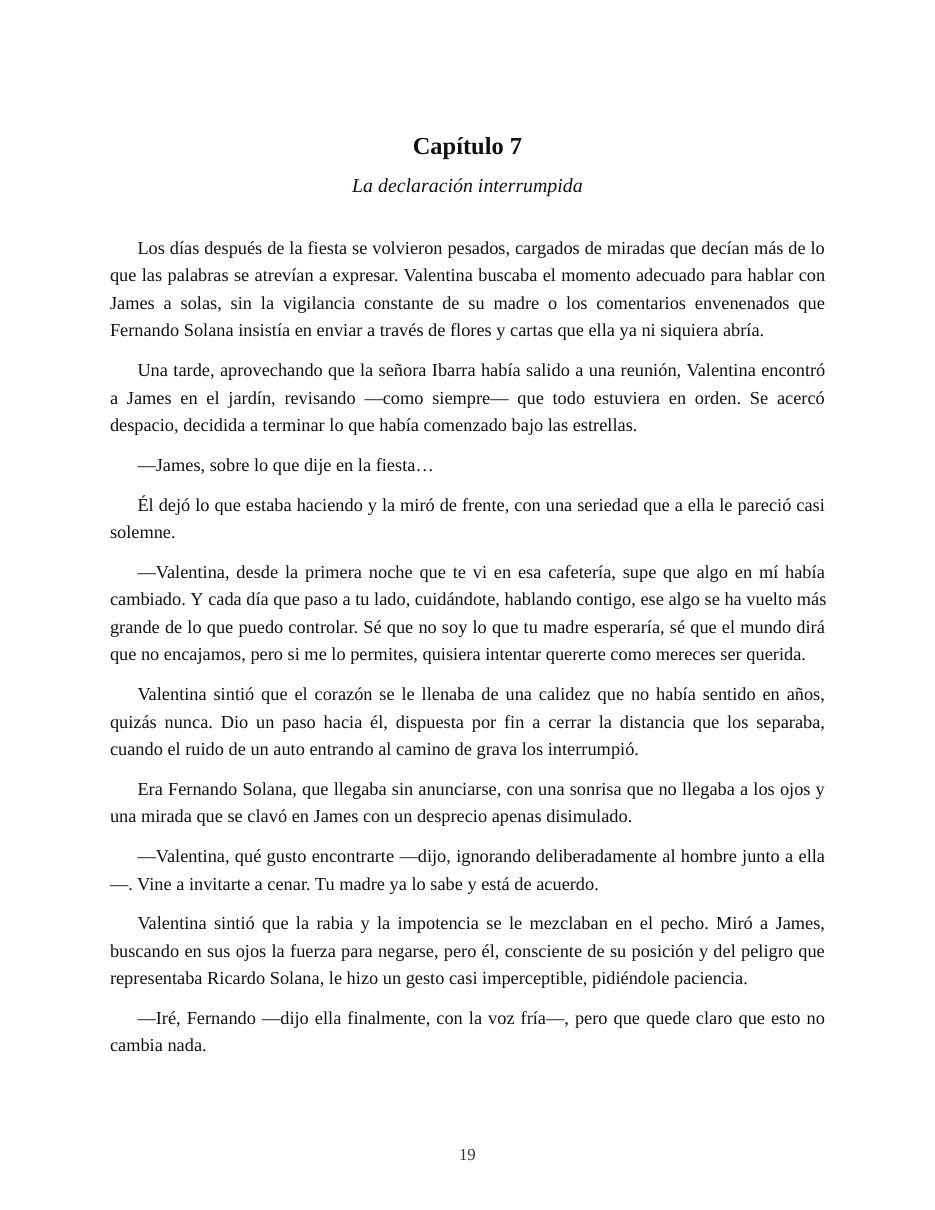 Capítulo 7
La declaración interrumpida
Los días después de la fiesta se volvieron pesados, cargados de miradas que decían más de lo
que las palabras se atrevían a expresar. Valentina buscaba el momento adecuado para hablar con
James a solas, sin la vigilancia constante de su madre o los comentarios envenenados que
Fernando Solana insistía en enviar a través de flores y cartas que ella ya ni siquiera abría.
Una tarde, aprovechando que la señora Ibarra había salido a una reunión, Valentina encontró
a James en el jardín, revisando —como siempre— que todo estuviera en orden. Se acercó
despacio, decidida a terminar lo que había comenzado bajo las estrellas.
—James, sobre lo que dije en la fiesta…
Él dejó lo que estaba haciendo y la miró de frente, con una seriedad que a ella le pareció casi
solemne.
—Valentina, desde la primera noche que te vi en esa cafetería, supe que algo en mí había
cambiado. Y cada día que paso a tu lado, cuidándote, hablando contigo, ese algo se ha vuelto más
grande de lo que puedo controlar. Sé que no soy lo que tu madre esperaría, sé que el mundo dirá
que no encajamos, pero si me lo permites, quisiera intentar quererte como mereces ser querida.
Valentina sintió que el corazón se le llenaba de una calidez que no había sentido en años,
quizás nunca. Dio un paso hacia él, dispuesta por fin a cerrar la distancia que los separaba,
cuando el ruido de un auto entrando al camino de grava los interrumpió.
Era Fernando Solana, que llegaba sin anunciarse, con una sonrisa que no llegaba a los ojos y
una mirada que se clavó en James con un desprecio apenas disimulado.
—Valentina, qué gusto encontrarte —dijo, ignorando deliberadamente al hombre junto a ella
—. Vine a invitarte a cenar. Tu madre ya lo sabe y está de acuerdo.
Valentina sintió que la rabia y la impotencia se le mezclaban en el pecho. Miró a James,
buscando en sus ojos la fuerza para negarse, pero él, consciente de su posición y del peligro que
representaba Ricardo Solana, le hizo un gesto casi imperceptible, pidiéndole paciencia.
—Iré, Fernando —dijo ella finalmente, con la voz fría—, pero que quede claro que esto no
cambia nada.
19